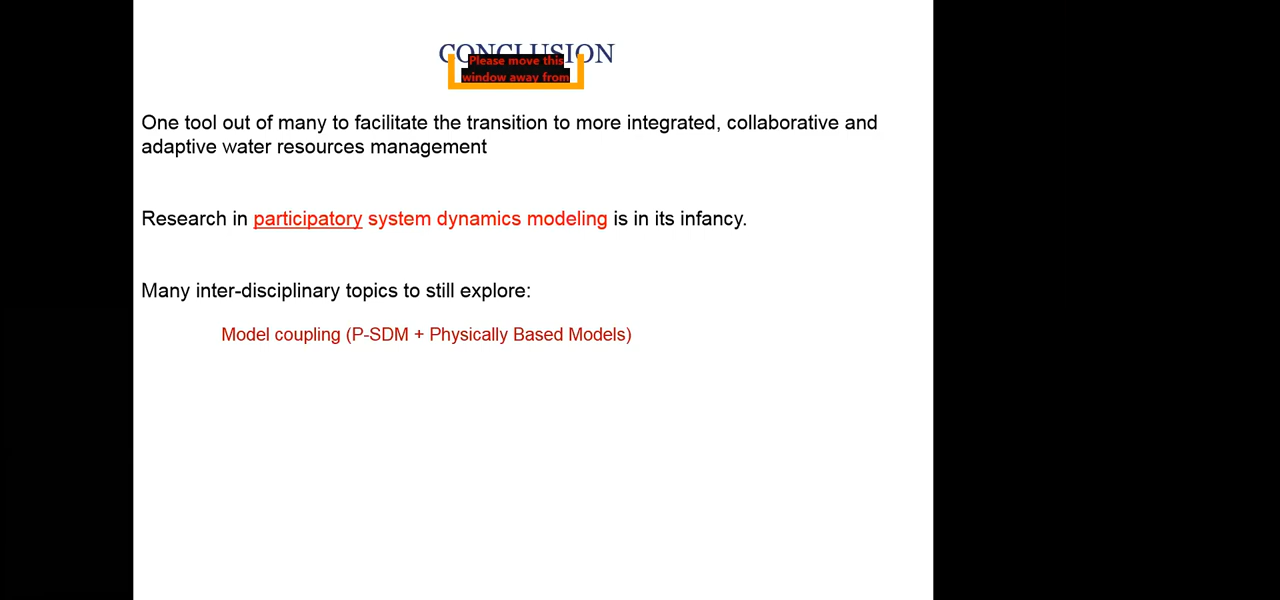 CONCLUSION
Please move this
window away from
One tool out of many to facilitate the transition to more integrated, collaborative and
adaptive water resources management
Research in participatory system dynamics modeling is in its infancy.
Many inter-disciplinary topics to still explore:
Model coupling (P-SDM + Physically Based Models)